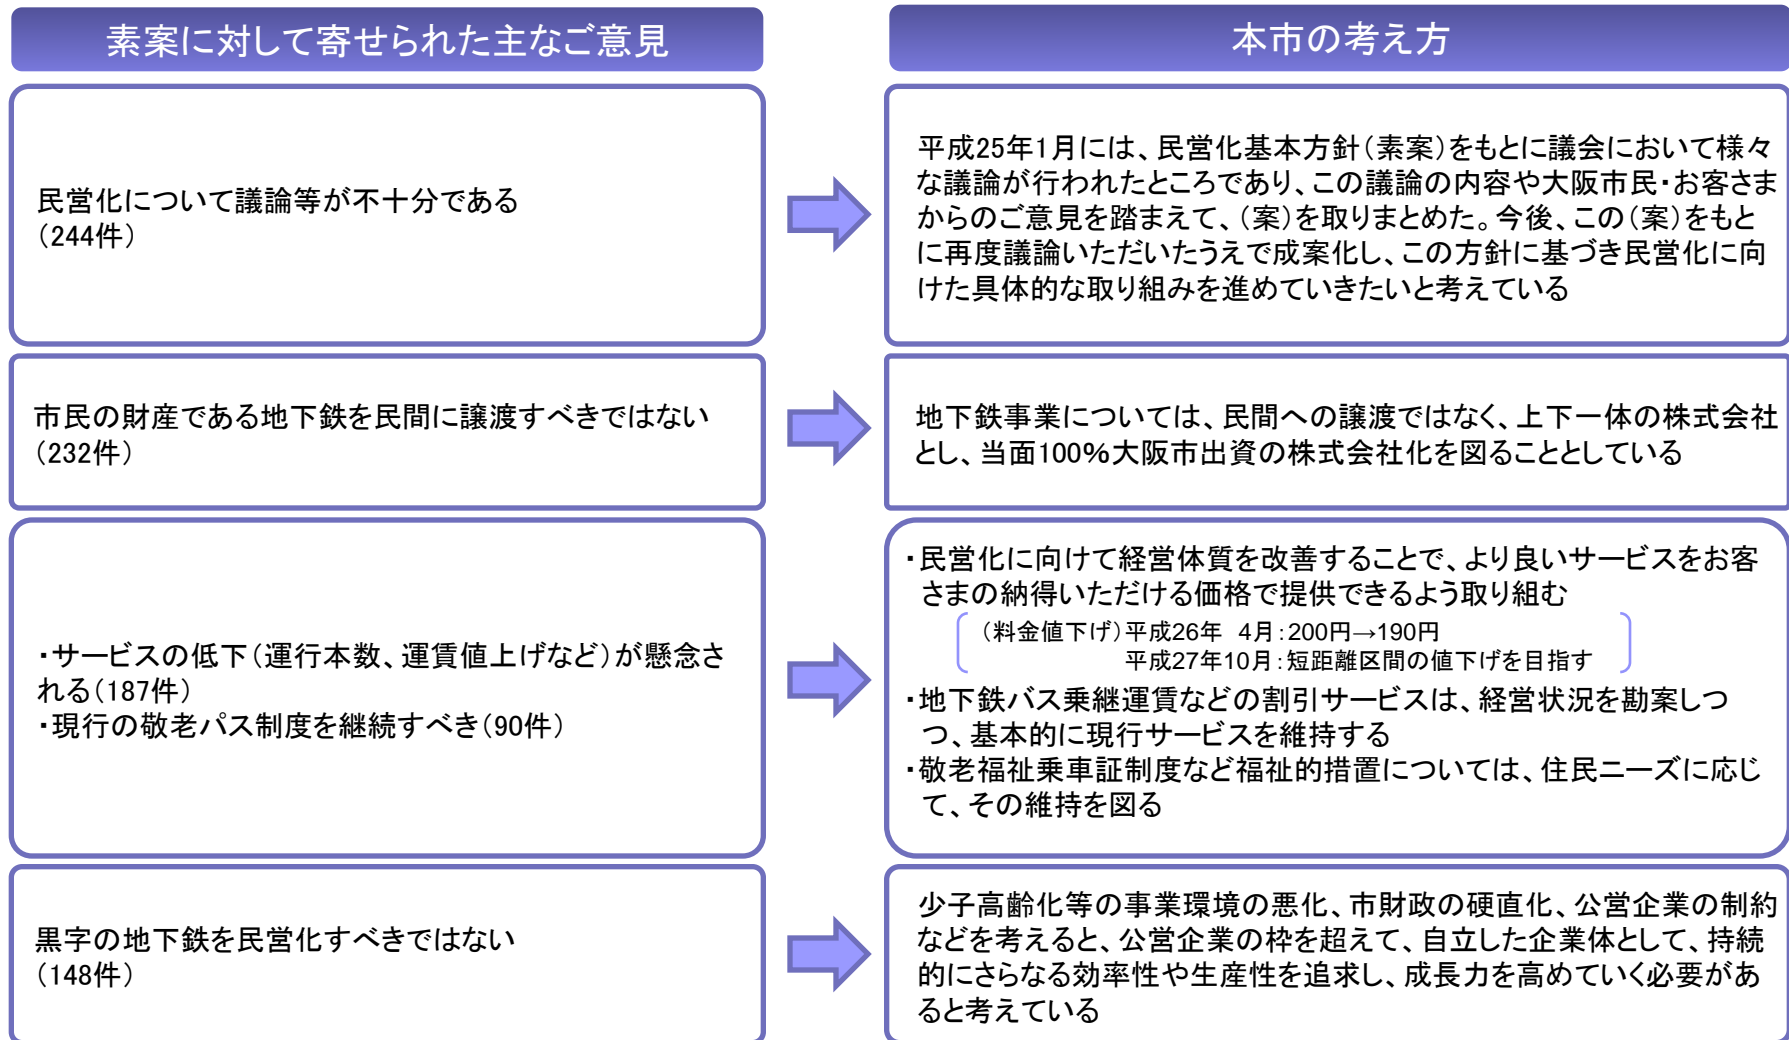 素案に対して寄せられた主なご意見
本市の考え方
民営化について議論等が不十分である
(244件)
平成25年1月には、民営化基本方針(素案)をもとに議会において様々
な議論が行われたところであり、この議論の内容や大阪市民・お客さま
からのご意見を踏まえて、(案)を取りまとめた。今後、この(案)をもと
に再度議論いただいたうえで成案化し、この方針に基づき民営化に向
けた具体的な取り組みを進めていきたいと考えている
市民の財産である地下鉄を民間に譲渡すべきではない
(232件)
地下鉄事業については、民間への譲渡ではなく、上下一体の株式会社
とし、当面100%大阪市出資の株式会社化を図ることとしている
・サービスの低下(運行本数、運賃値上げなど)が懸念さ
れる(187件)
・現行の敬老パス制度を継続すべき(90件)
・民営化に向けて経営体質を改善することで、より良いサービスをお客
さまの納得いただける価格で提供できるよう取り組む
(料金値下げ)平成26年 4月:200円→190円
平成27年10月:短距離区間の値下げを目指す
・地下鉄バス乗継運賃などの割引サービスは、経営状況を勘案しつ
つ、基本的に現行サービスを維持する
・敬老福祉乗車証制度など福祉的措置については、住民ニーズに応じ
て、その維持を図る
黒字の地下鉄を民営化すべきではない
(148件)
少子高齢化等の事業環境の悪化、市財政の硬直化、公営企業の制約
などを考えると、公営企業の枠を超えて、自立した企業体として、持続
的にさらなる効率性や生産性を追求し、成長力を高めていく必要があ
ると考えている